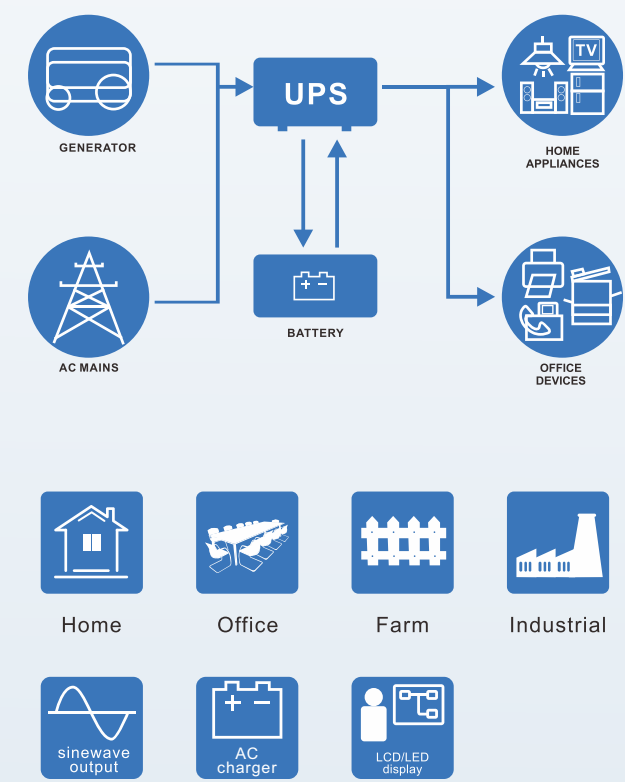 UPS
TV
GENERATOR
HOME
APPLIANCES
BATTERY
AC MAINS
OFFICE
DEVICES
Home
Office
Farm
Industrial
sinewave
output
AC
charger
LCD/LED
display